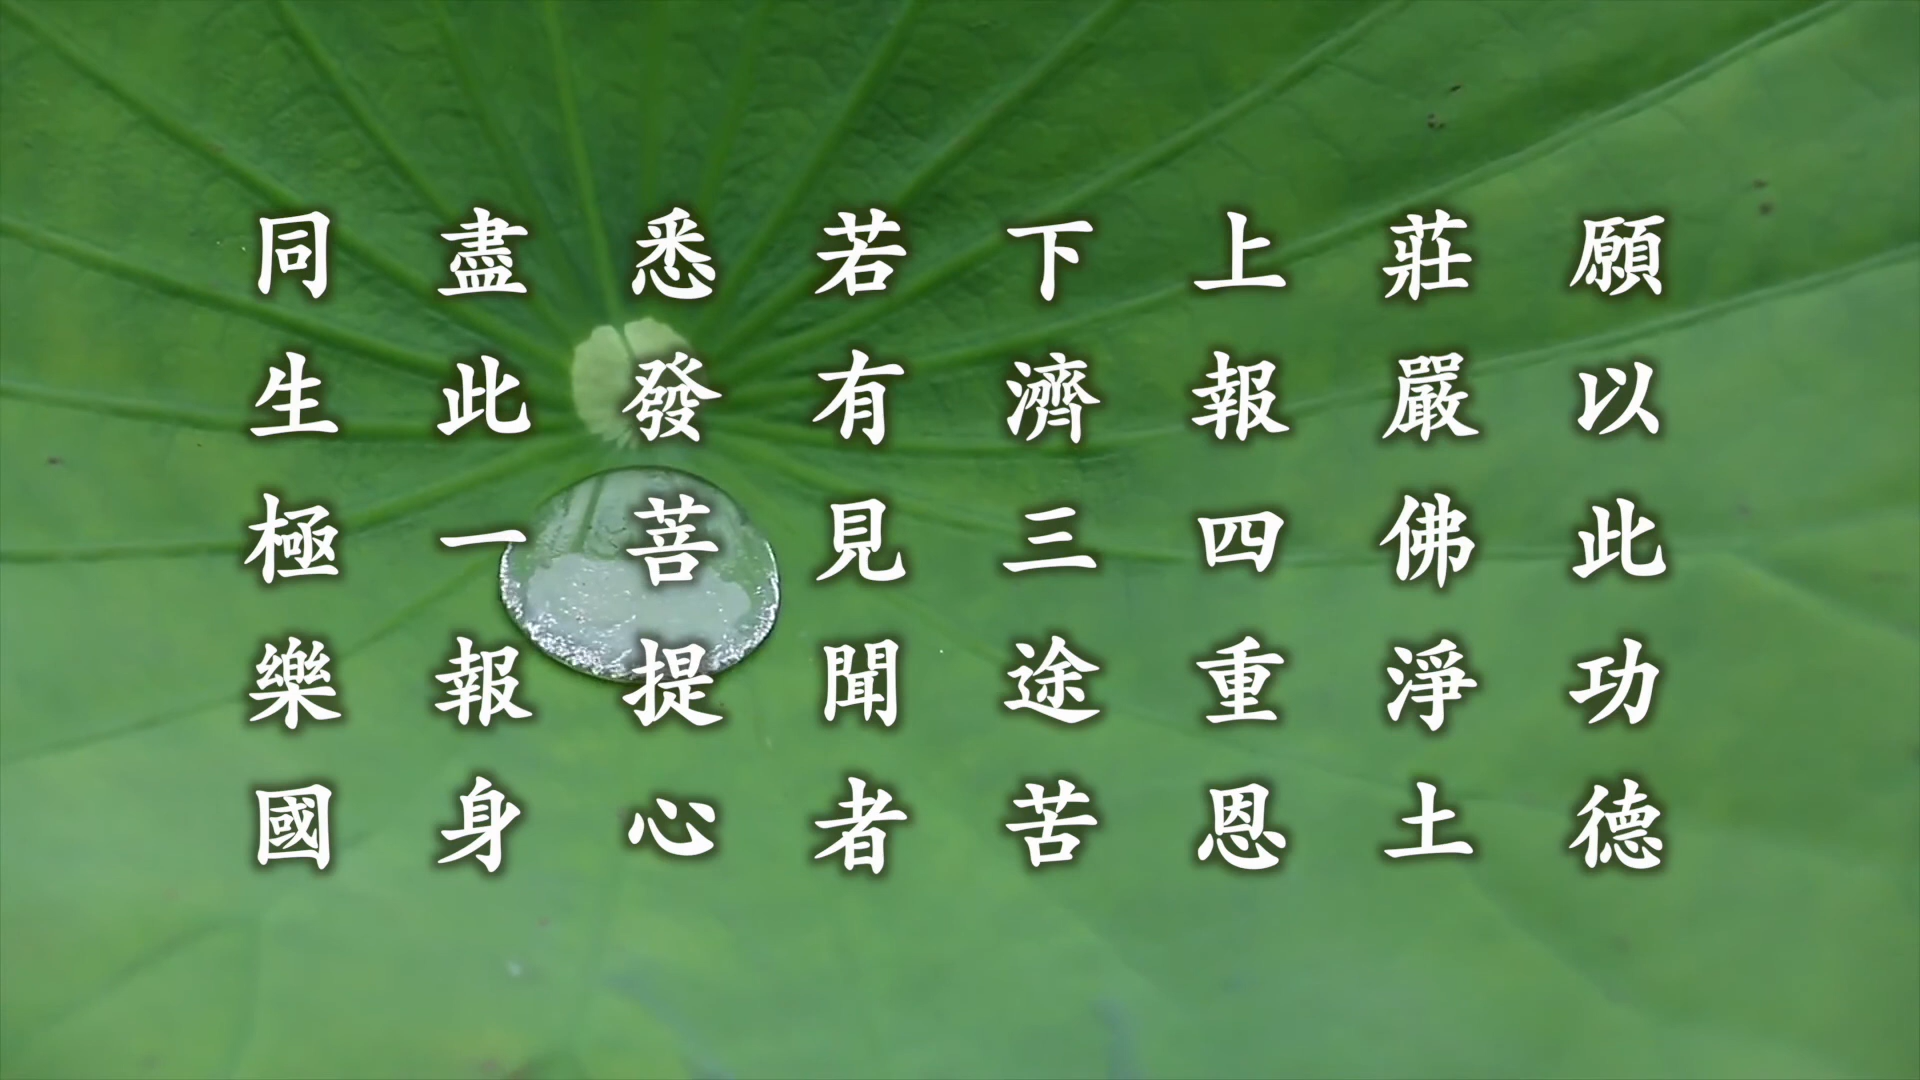 願以此功德
莊嚴佛淨土
上報四重恩
下濟三途苦
若有見聞者
悉發菩提心
盡此一報身
同生極樂國